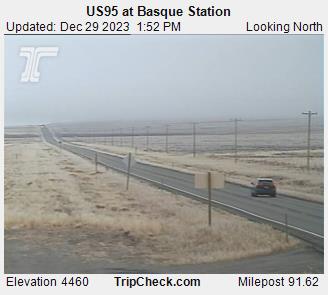 US95 at Basque Station
Updated: Dec 29 2023 1:52 PM Looking North
Elevation 4460 TripCheck.com Milepost 91.62